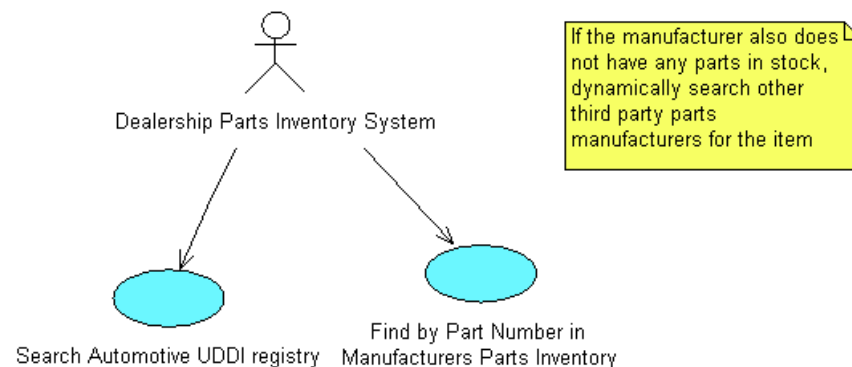 If the manufacturer also does
not have any parts in stock,
dynamically search other
third party parts
manufacturers for the item
Dealership Parts Inventory System
Find by Part Number in
Manufacturers Parts Inventory
Search Automotive UDDI registry